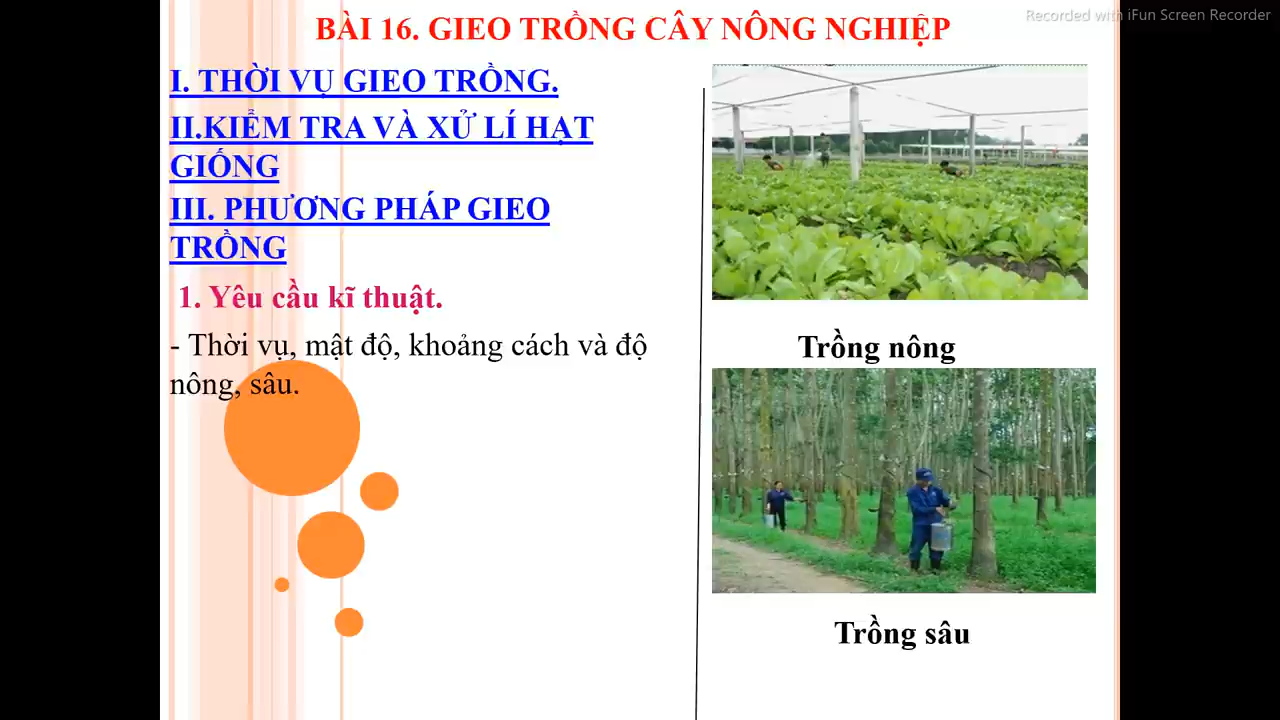 Recorded with iFun Screen Recorder
BÀI 16. GIEO TRỒNG CÂY NÔNG NGHIỆP
I. THỜI VỤ GIEO TRỒNG.
II.KIỂM TRA VÀ XỬ LÍ HẠT
GIỐNG
III. PHƯƠNG PHÁP GIEO
TRỒNG
1. Yêu cầu kĩ thuật.
- Thời vụ, mật độ, khoảng cách và độ
nông, sâu.
Trồng nông
Trồng sâu